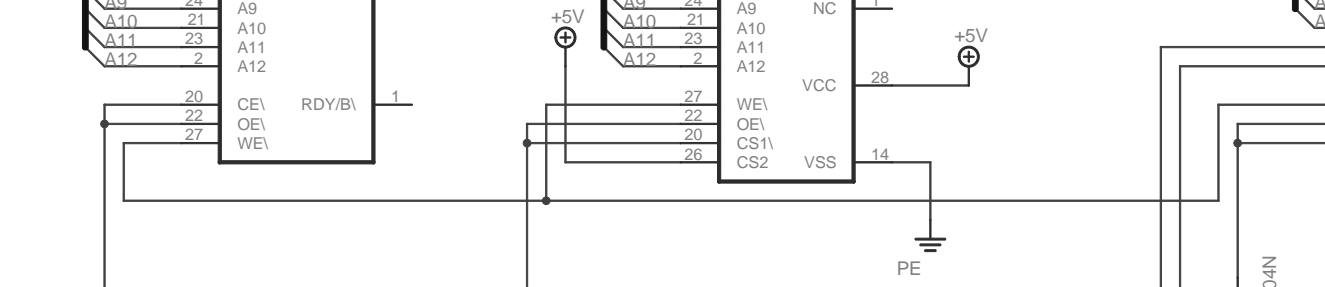 A9 24 A9
A10 21 A10
A11 23 A11
A12 2 A12
20 CE\ RDY/B\ 1
22 OE\
27 WE\
+5V
A9 24 A9 NC 1
A10 21 A10
A11 23 A11
A12 2 A12
VCC 28
+5V
27 WE\
22 OE\
20 CS1\
26 CS2 VSS 14
PE
04N